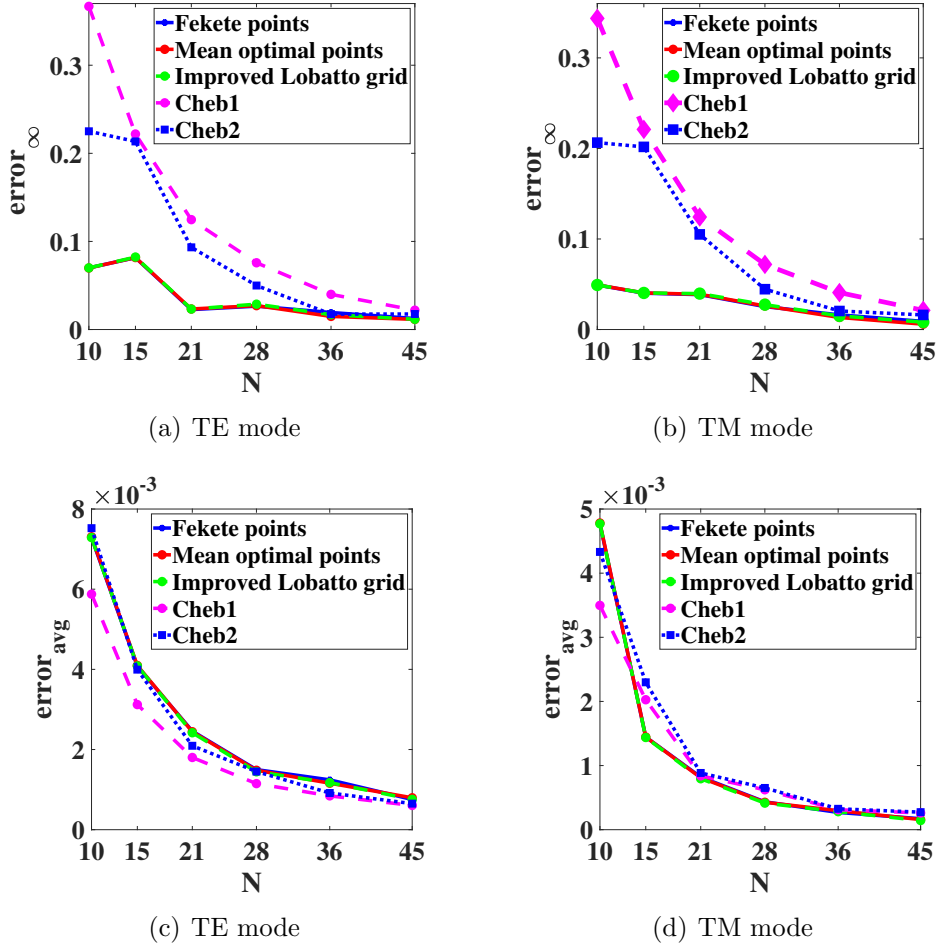 Fekete points
Mean optimal points
Improved Lobatto grid
Cheb1
Cheb2
0.3
0.2
0.1
0
error∞
10 15 21 28 36 45
N
(a) TE mode
Fekete points
Mean optimal points
Improved Lobatto grid
Cheb1
Cheb2
0.3
0.2
0.1
0
error∞
10 15 21 28 36 45
N
(b) TM mode
×10⁻³
8
6
4
2
0
error_avg
Fekete points
Mean optimal points
Improved Lobatto grid
Cheb1
Cheb2
10 15 21 28 36 45
N
(c) TE mode
×10⁻³
5
4
3
2
1
0
error_avg
Fekete points
Mean optimal points
Improved Lobatto grid
Cheb1
Cheb2
10 15 21 28 36 45
N
(d) TM mode